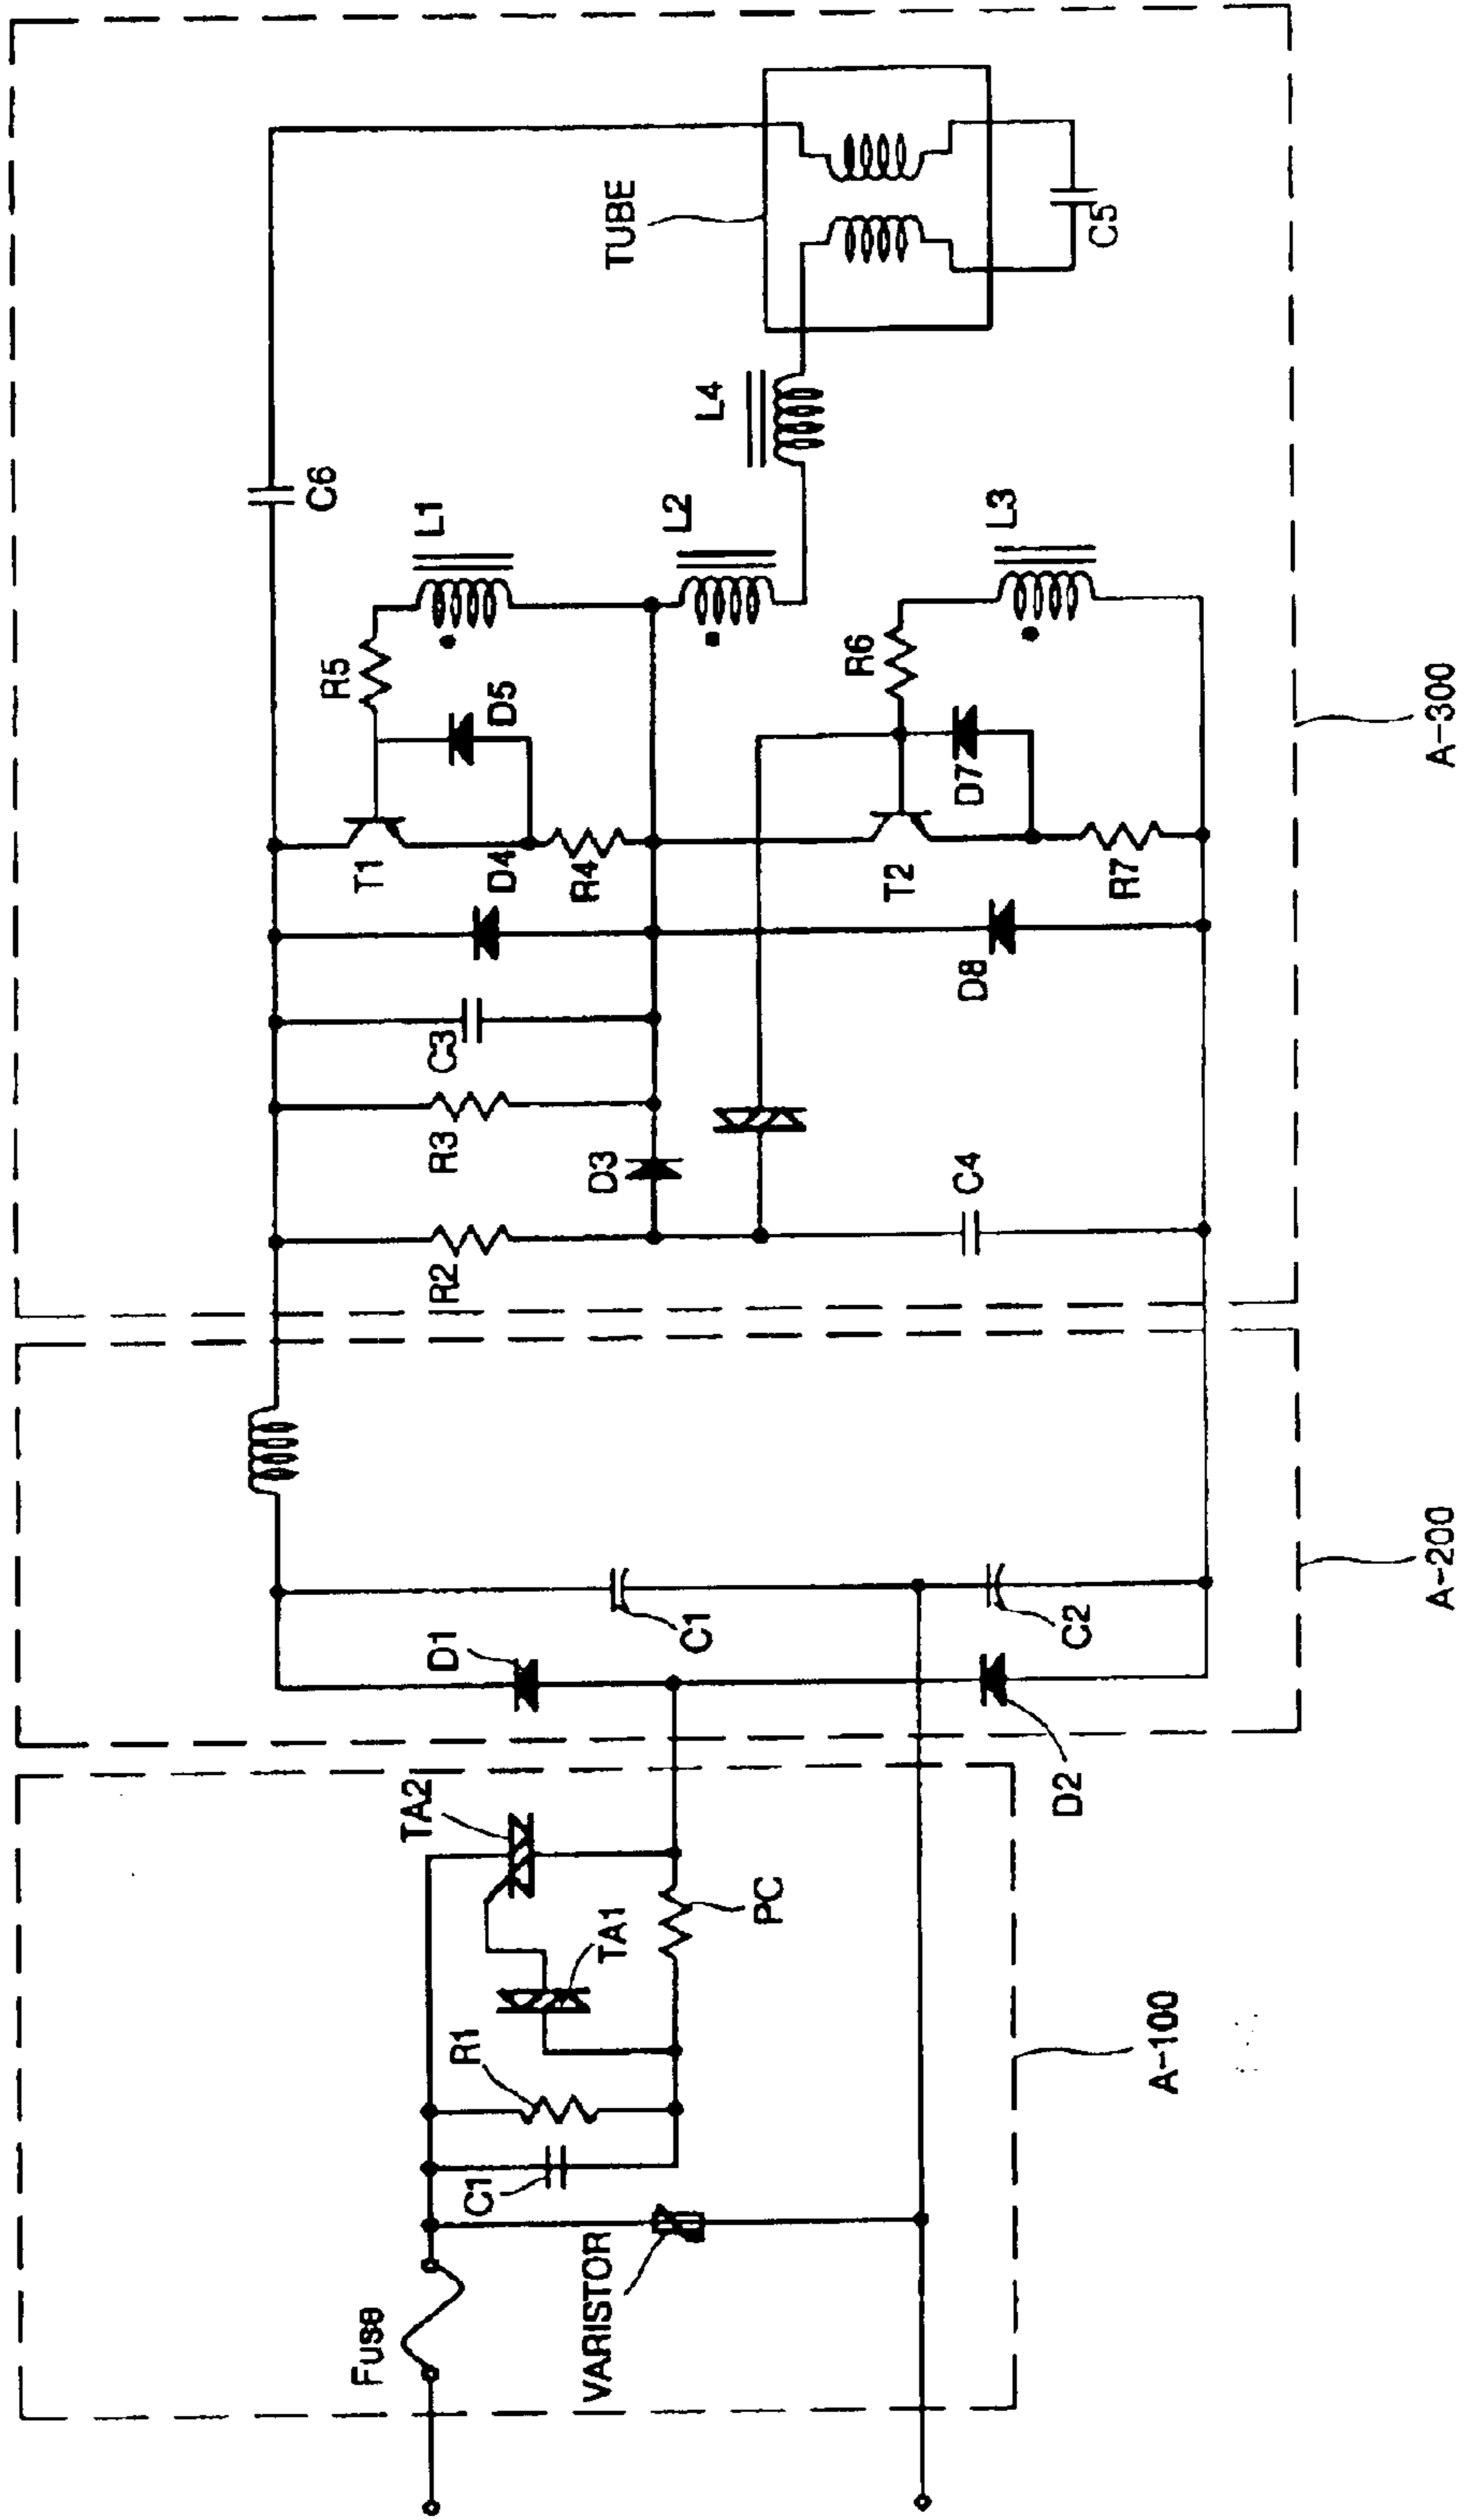 Fuse
VARISTOR
C1
R1
TA1
TA2
PC
A-100
D1
C1
C2
D2
A-200
R2
R3
C3
D3
C4
D4
R4
T1
D5
R5
L1
C6
D8
T2
R7
D7
R6
L2
L3
L4
TUBE
C5
A-300